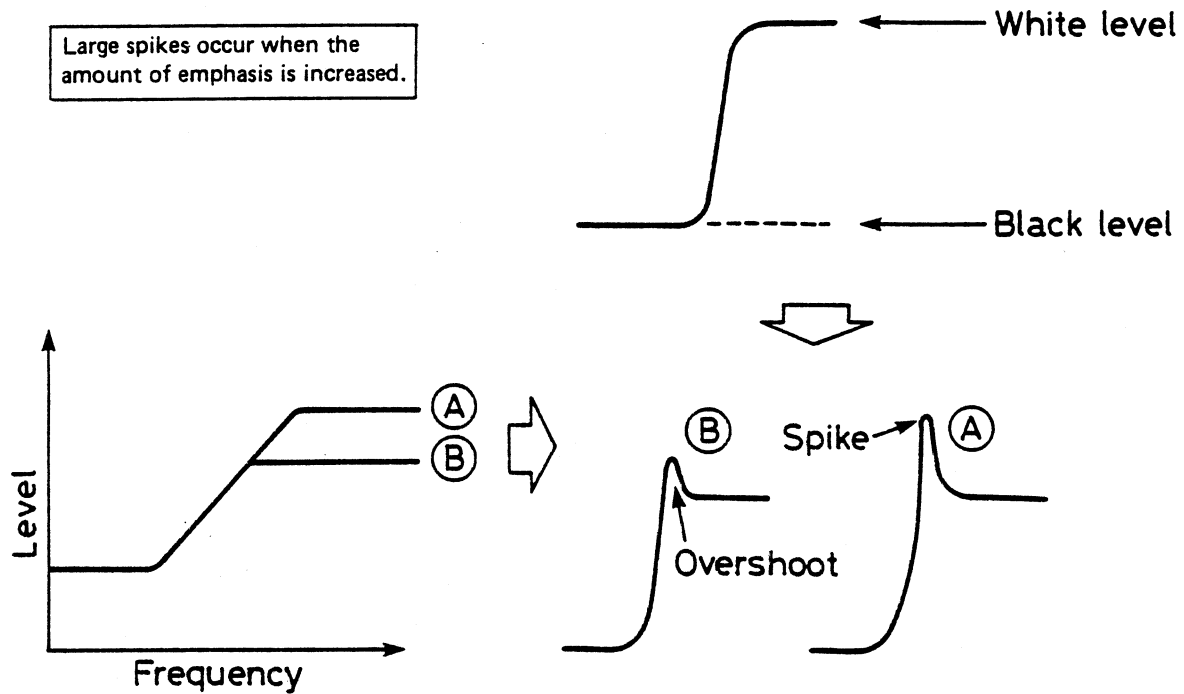 Large spikes occur when the
amount of emphasis is increased.
White level
Black level
Level
Frequency
A
B
B
Overshoot
Spike
A